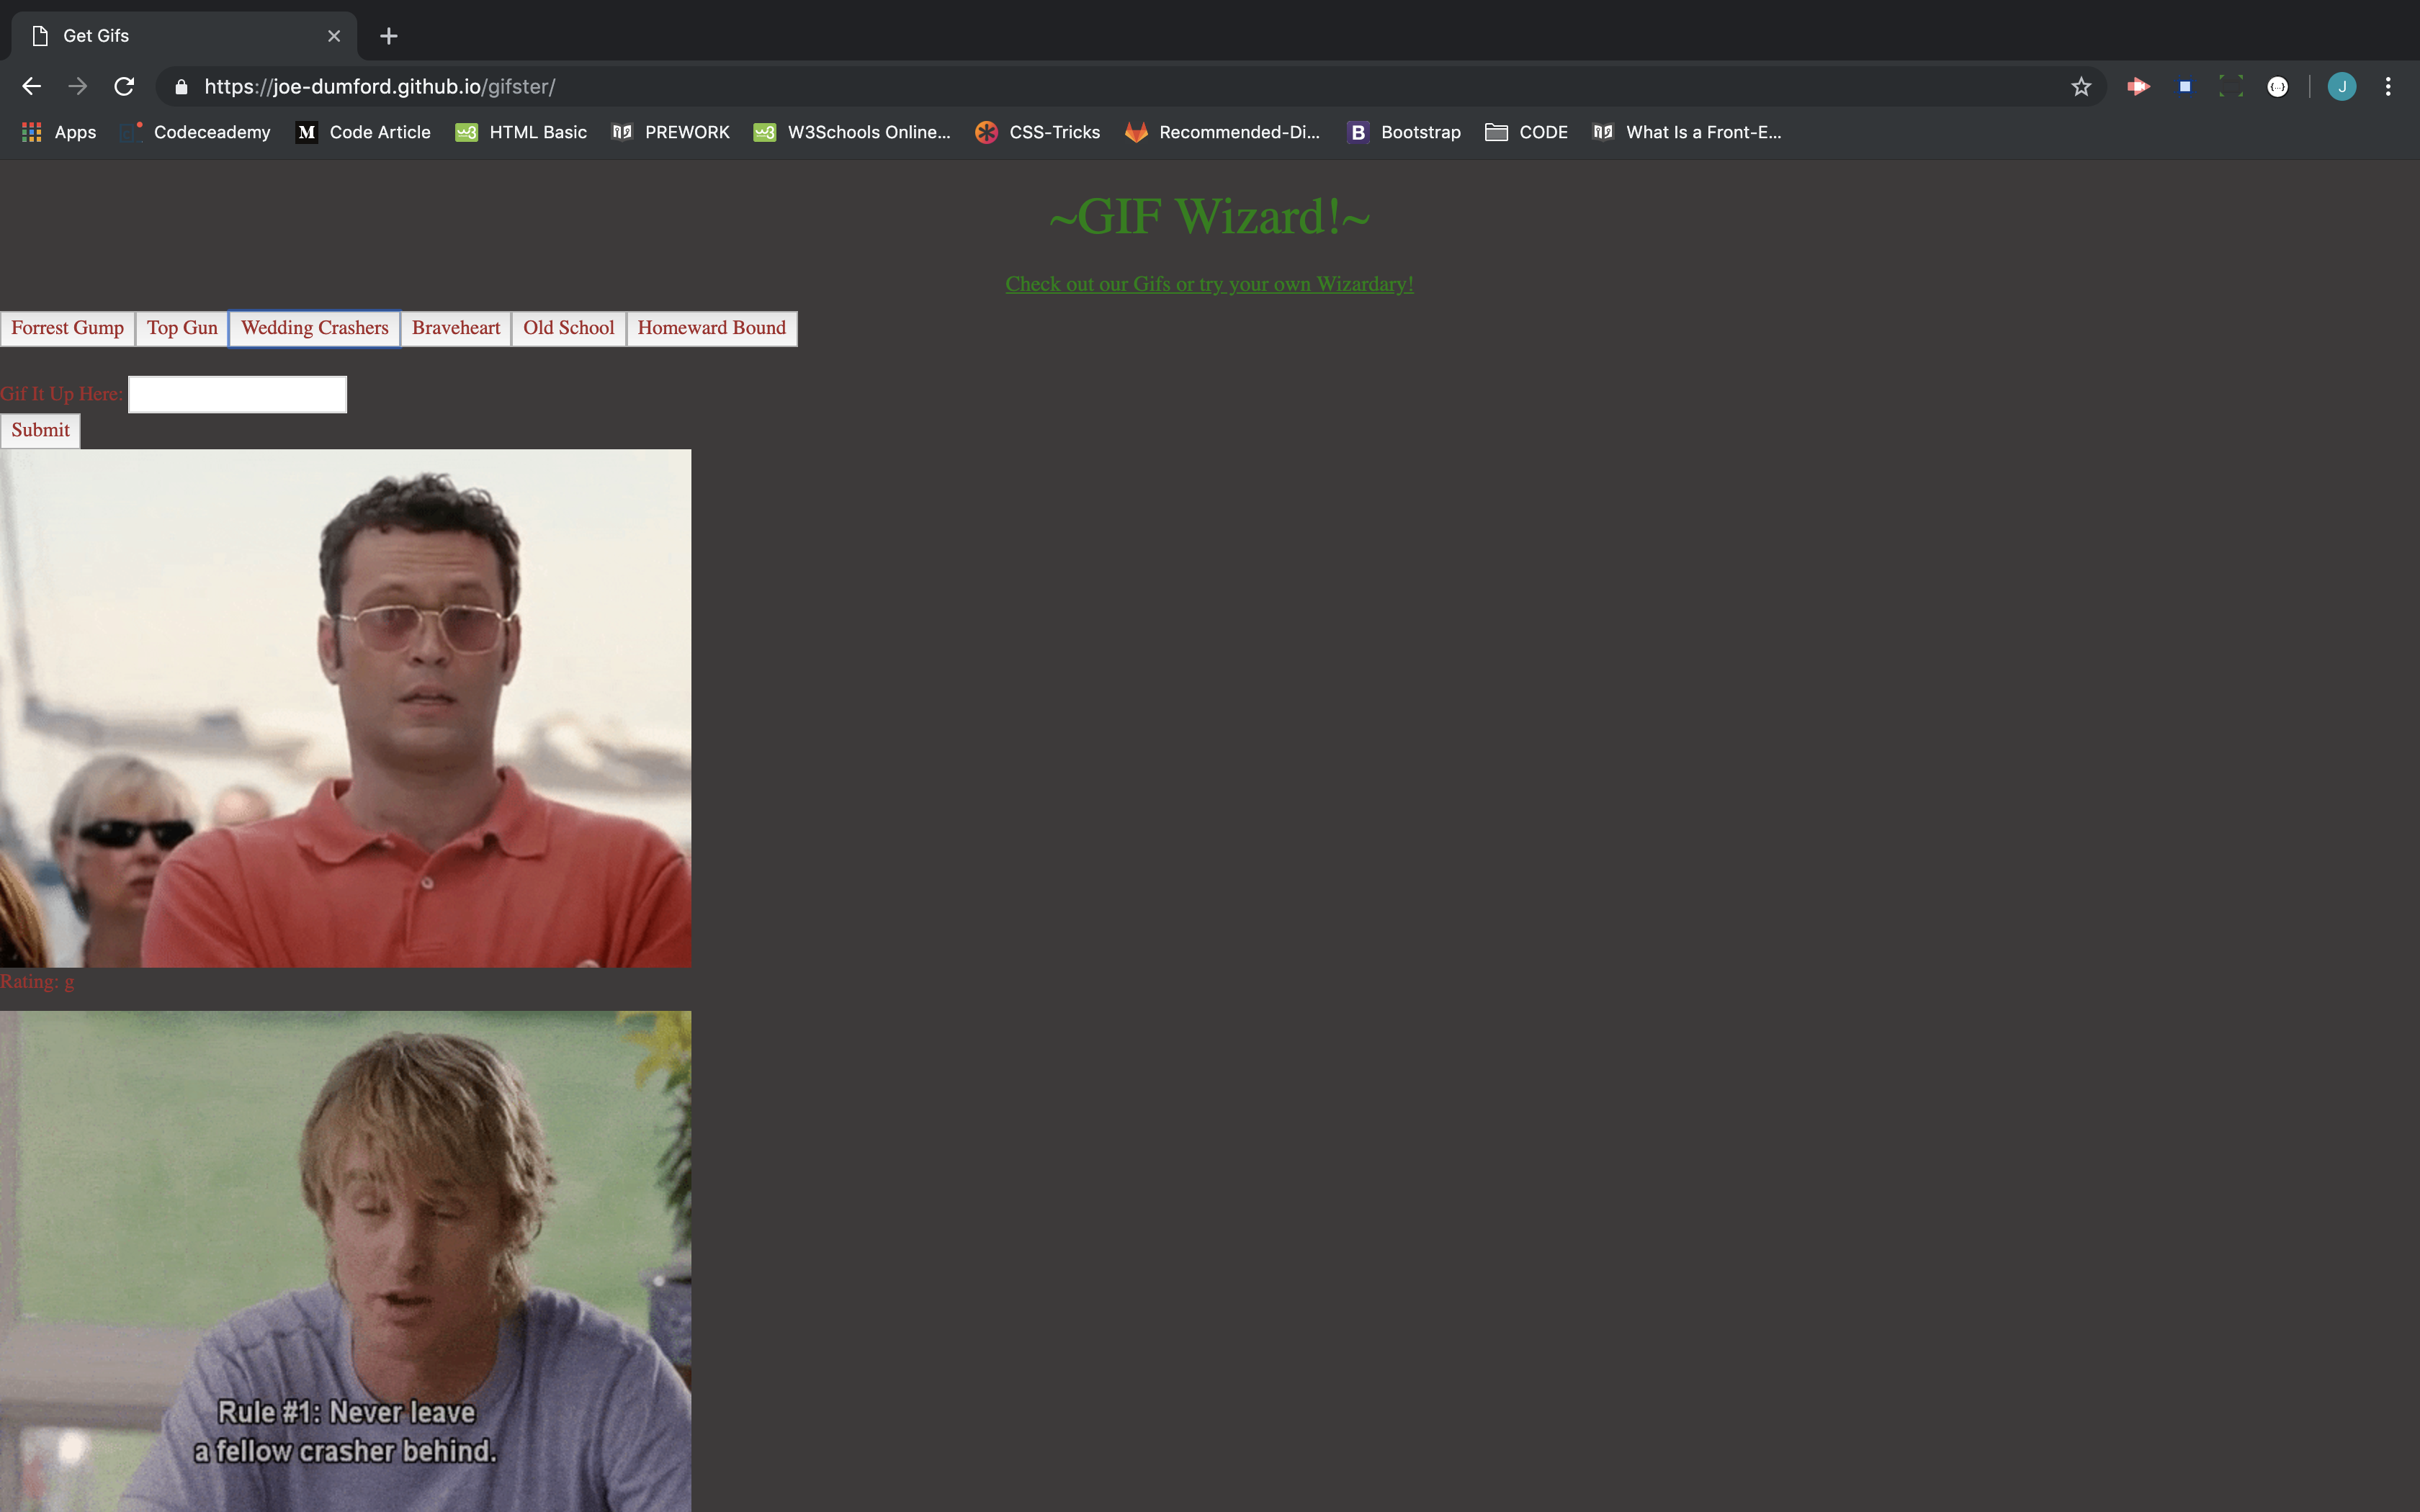 Get Gifs
https://joe-dumford.github.io/gifster/
J
Apps Codeceademy M Code Article HTML Basic PREWORK W3Schools Online... CSS-Tricks Recommended-Di... B Bootstrap CODE What Is a Front-E...
~GIF Wizard!~
Check out our Gifs or try your own Wizardary!
Forrest Gump Top Gun Wedding Crashers Braveheart Old School Homeward Bound
Gif It Up Here:
Submit
Rating: g
Rule #1: Never leave
a fellow crasher behind.